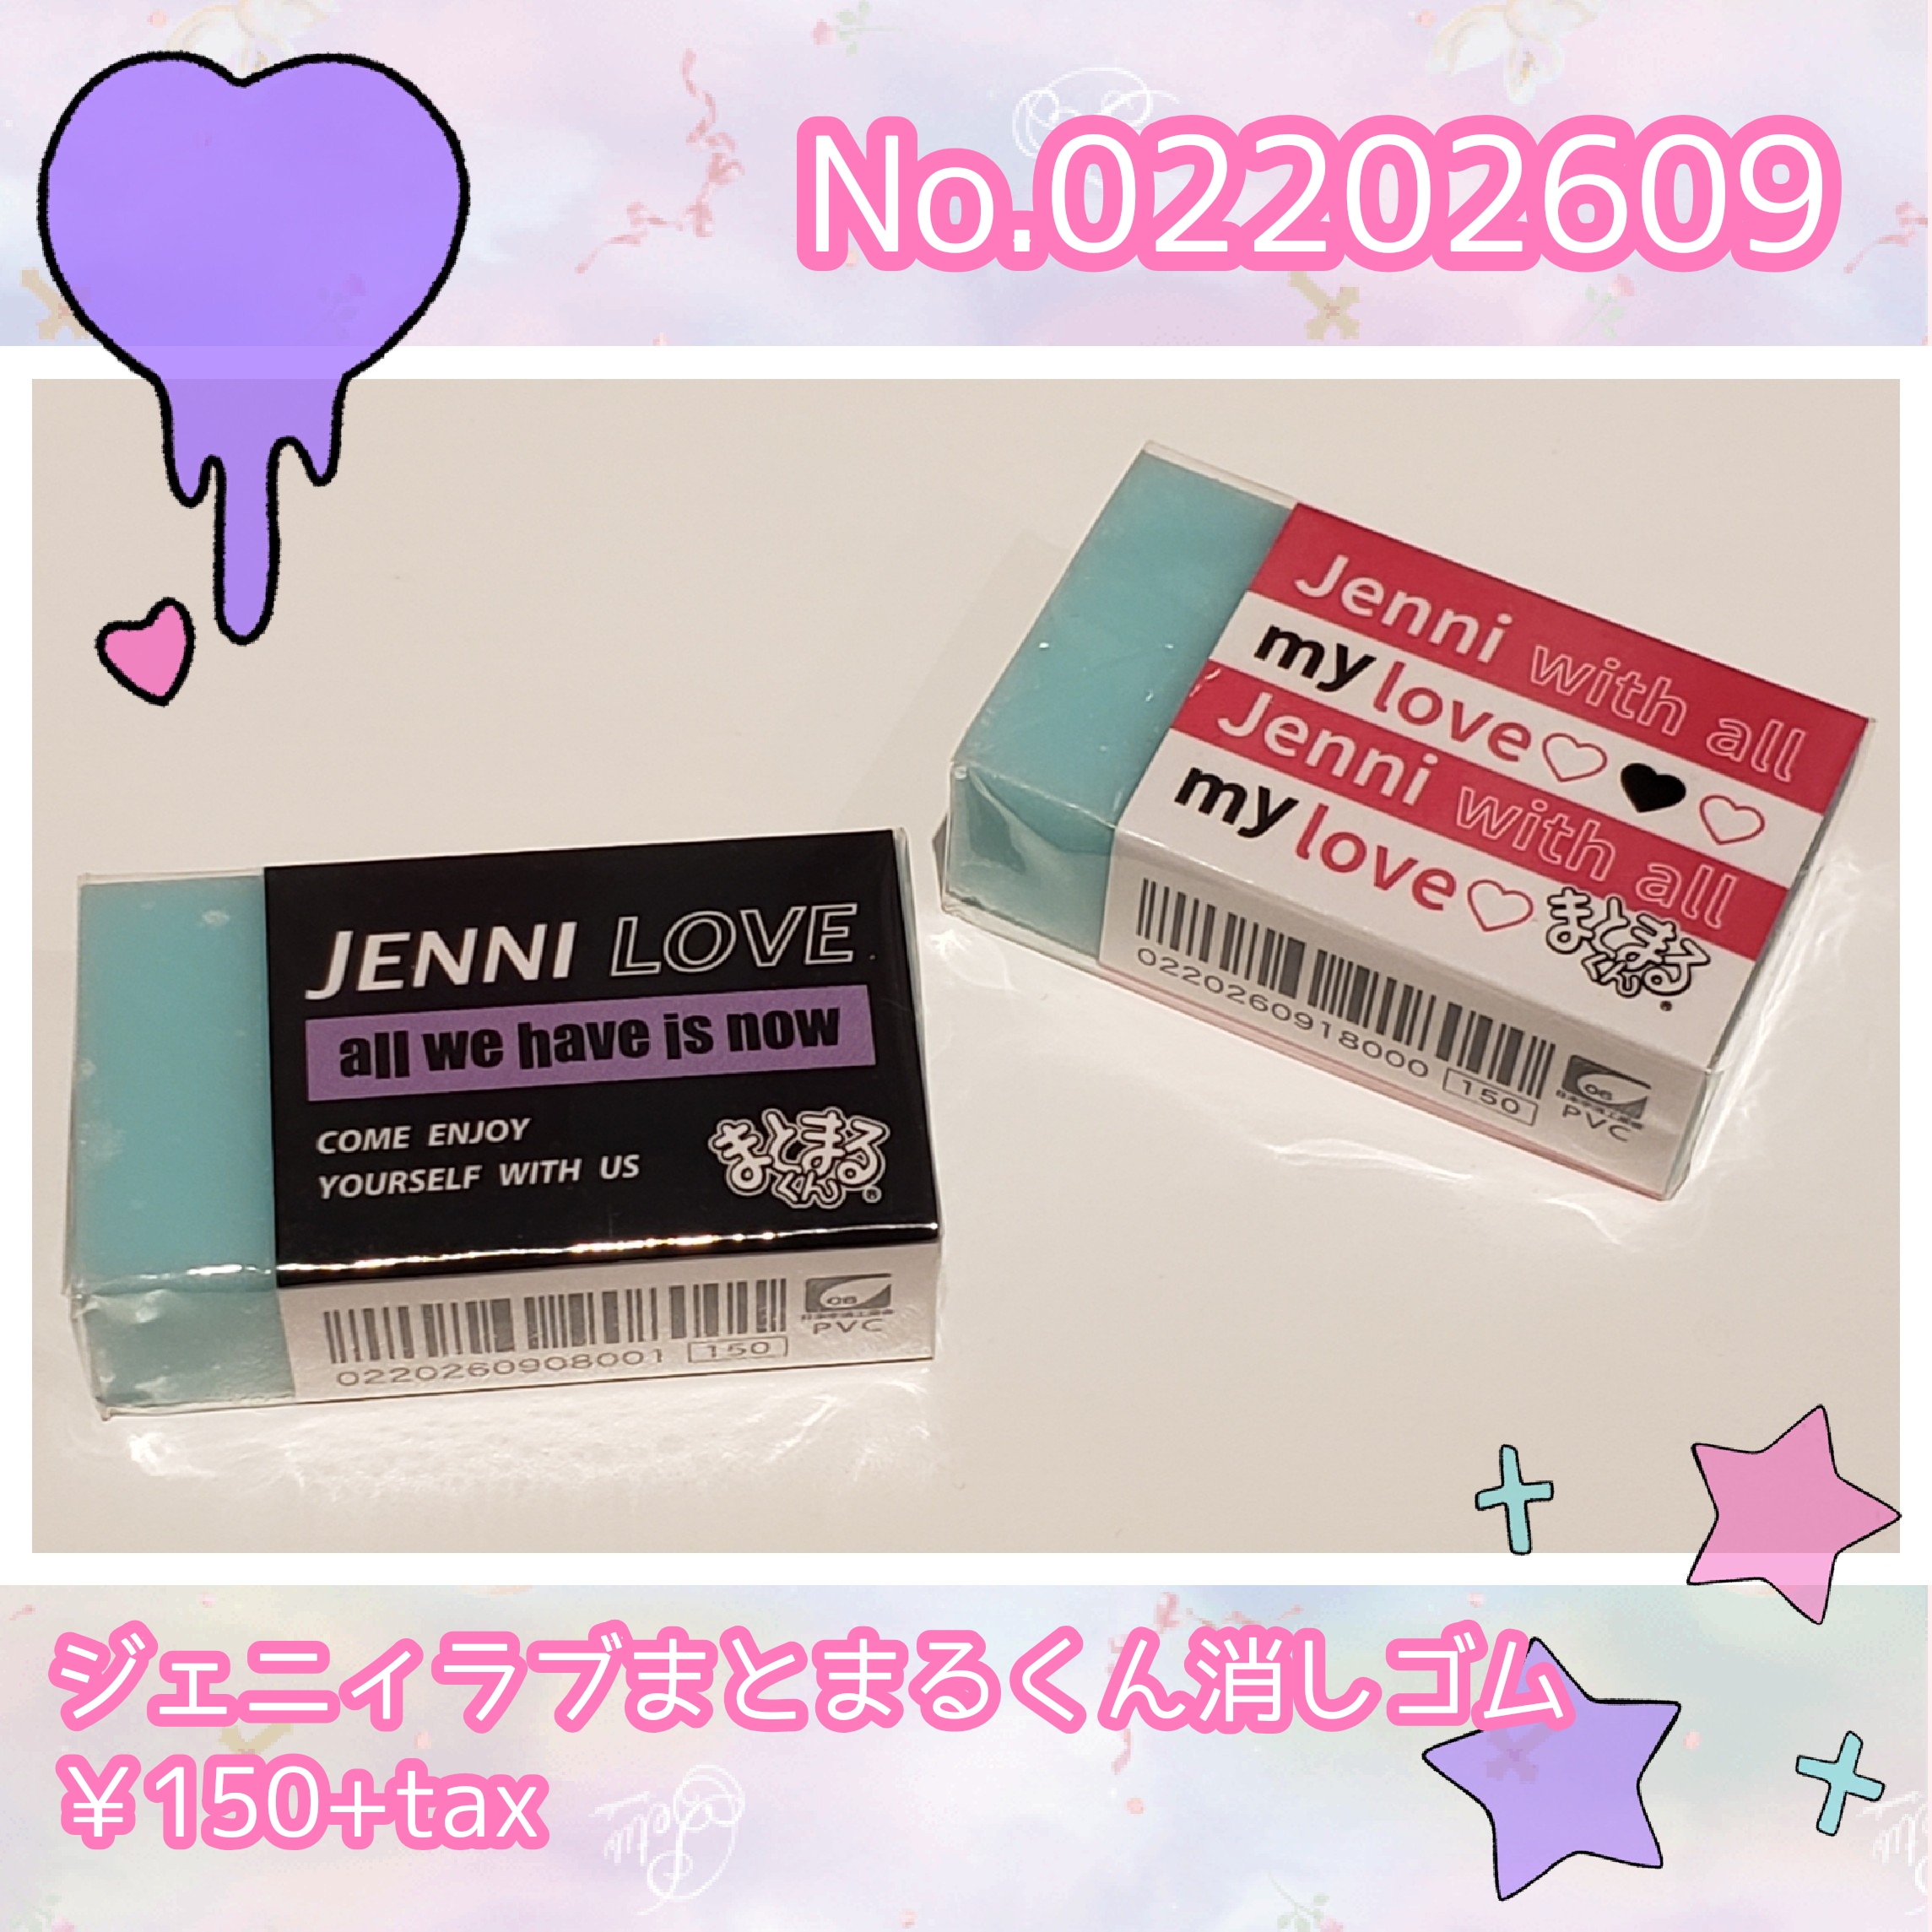 No.02202609
Jenni with all
my love♡♥♡
Jenni with all
my love♡
まとまる
くん®
0220260918000 150
06
PVC
JENNI LOVE
all we have is now
COME ENJOY
YOURSELF WITH US
まとまる
くん®
0220260908001 150
06
PVC
ジェニィラブまとまるくん消しゴム
￥150+tax